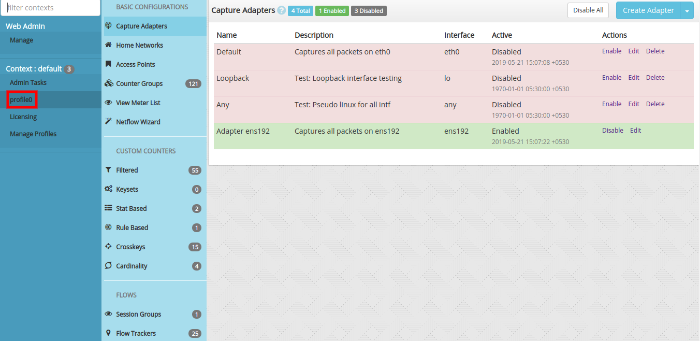 filter contexts
Web Admin
Manage
Context : default 3
Admin Tasks
profile0
Licensing
Manage Profiles
BASIC CONFIGURATIONS
Capture Adapters
Home Networks
Access Points
Counter Groups 121
View Meter List
Netflow Wizard
CUSTOM COUNTERS
Filtered 55
Keysets 0
Stat Based 2
Rule Based 1
Crosskeys 15
Cardinality 4
FLOWS
Session Groups 1
Flow Trackers 25
Capture Adapters ? 4 Total 1 Enabled 3 Disabled Disable All Create Adapter
Name Description Interface Active Actions
Default Captures all packets on eth0 eth0 Disabled Enable Edit Delete
2019-05-21 15:07:08 +0530
Loopback Test: Loopback interface testing lo Disabled Enable Edit Delete
1970-01-01 05:30:00 +0530
Any Test: Pseudo linux for all intf any Disabled Enable Edit Delete
1970-01-01 05:30:00 +0530
Adapter ens192 Captures all packets on ens192 ens192 Enabled Disable Edit
2019-05-21 15:07:22 +0530